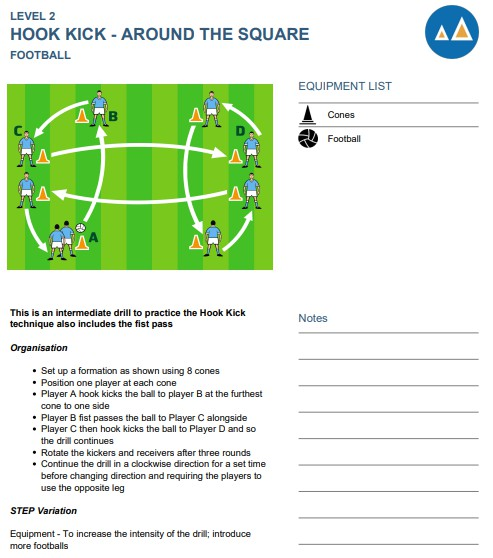 LEVEL 2
HOOK KICK - AROUND THE SQUARE
FOOTBALL
B
C
D
A
EQUIPMENT LIST
Cones
Football
This is an intermediate drill to practice the Hook Kick
technique also includes the fist pass
Organisation
• Set up a formation as shown using 8 cones
• Position one player at each cone
• Player A hook kicks the ball to player B at the furthest
cone to one side
• Player B fist passes the ball to Player C alongside
• Player C then hook kicks the ball to Player D and so
the drill continues
• Rotate the kickers and receivers after three rounds
• Continue the drill in a clockwise direction for a set time
before changing direction and requiring the players to
use the opposite leg
STEP Variation
Equipment - To increase the intensity of the drill; introduce
more footballs
Notes